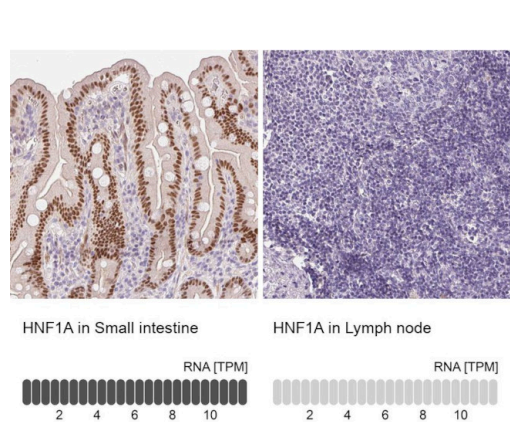 HNF1A in Small intestine
RNA [TPM]
2 4 6 8 10
HNF1A in Lymph node
RNA [TPM]
2 4 6 8 10